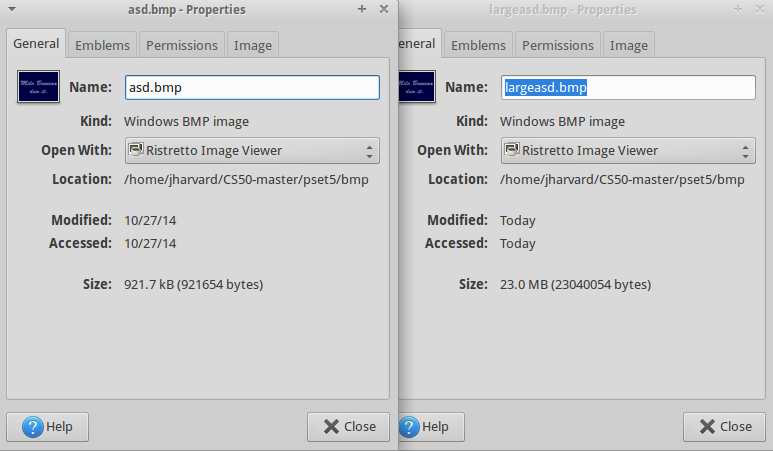 asd.bmp - Properties
General Emblems Permissions Image
Name: asd.bmp
Kind: Windows BMP image
Open With: Ristretto Image Viewer
Location: /home/jharvard/CS50-master/pset5/bmp
Modified: 10/27/14
Accessed: 10/27/14
Size: 921.7 kB (921654 bytes)
Help Close
largeasd.bmp - Properties
eneral Emblems Permissions Image
Name: largeasd.bmp
Kind: Windows BMP image
Open With: Ristretto Image Viewer
Location: /home/jharvard/CS50-master/pset5/bmp
Modified: Today
Accessed: Today
Size: 23.0 MB (23040054 bytes)
Help Close